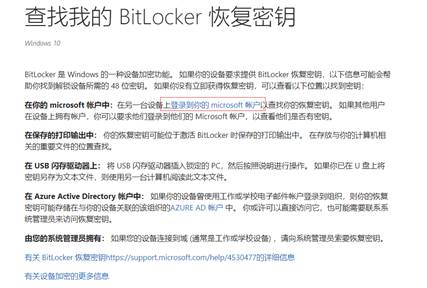 查找我的 BitLocker 恢复密钥
Windows 10
BitLocker 是 Windows 的一种设备加密功能。 如果你的设备要求提供 BitLocker 恢复密钥，以下信息可能会帮
助你找到解锁设备所需的 48 位密钥。 如果你没有立即获得恢复密钥，可以查看以下位置以找到密钥：
在你的 microsoft 帐户中： 在另一台设备上登录到你的 microsoft 帐户以查找你的恢复密钥。 如果其他用户
在设备上拥有帐户，你可以要求他们登录到他们的 Microsoft 帐户，以查看他们是否有密钥。
在保存的打印输出中： 你的恢复密钥可能位于激活 BitLocker 时保存的打印输出中。 在存放与你的计算机相
关的重要文件的位置查找。
在 USB 闪存驱动器上： 将 USB 闪存驱动器插入锁定的 PC，然后按照说明进行操作。 如果你已在 U 盘上将
密钥另存为文本文件，则使用另一台计算机阅读此文本文件。
在 Azure Active Directory 帐户中： 如果你的设备曾使用工作或学校电子邮件帐户登录到组织，则你的恢
复密钥可能存储在与你的设备关联的该组织的AZURE AD 帐户 中。 你或许可以直接访问它，也可能需要联系系
统管理员来访问恢复密钥。
由您的系统管理员拥有： 如果您的设备连接到域 (通常是工作或学校设备) ，请向系统管理员索要恢复密钥。
有关 BitLocker 恢复密钥https://support.microsoft.com/help/4530477的详细信息
有关设备加密的更多信息